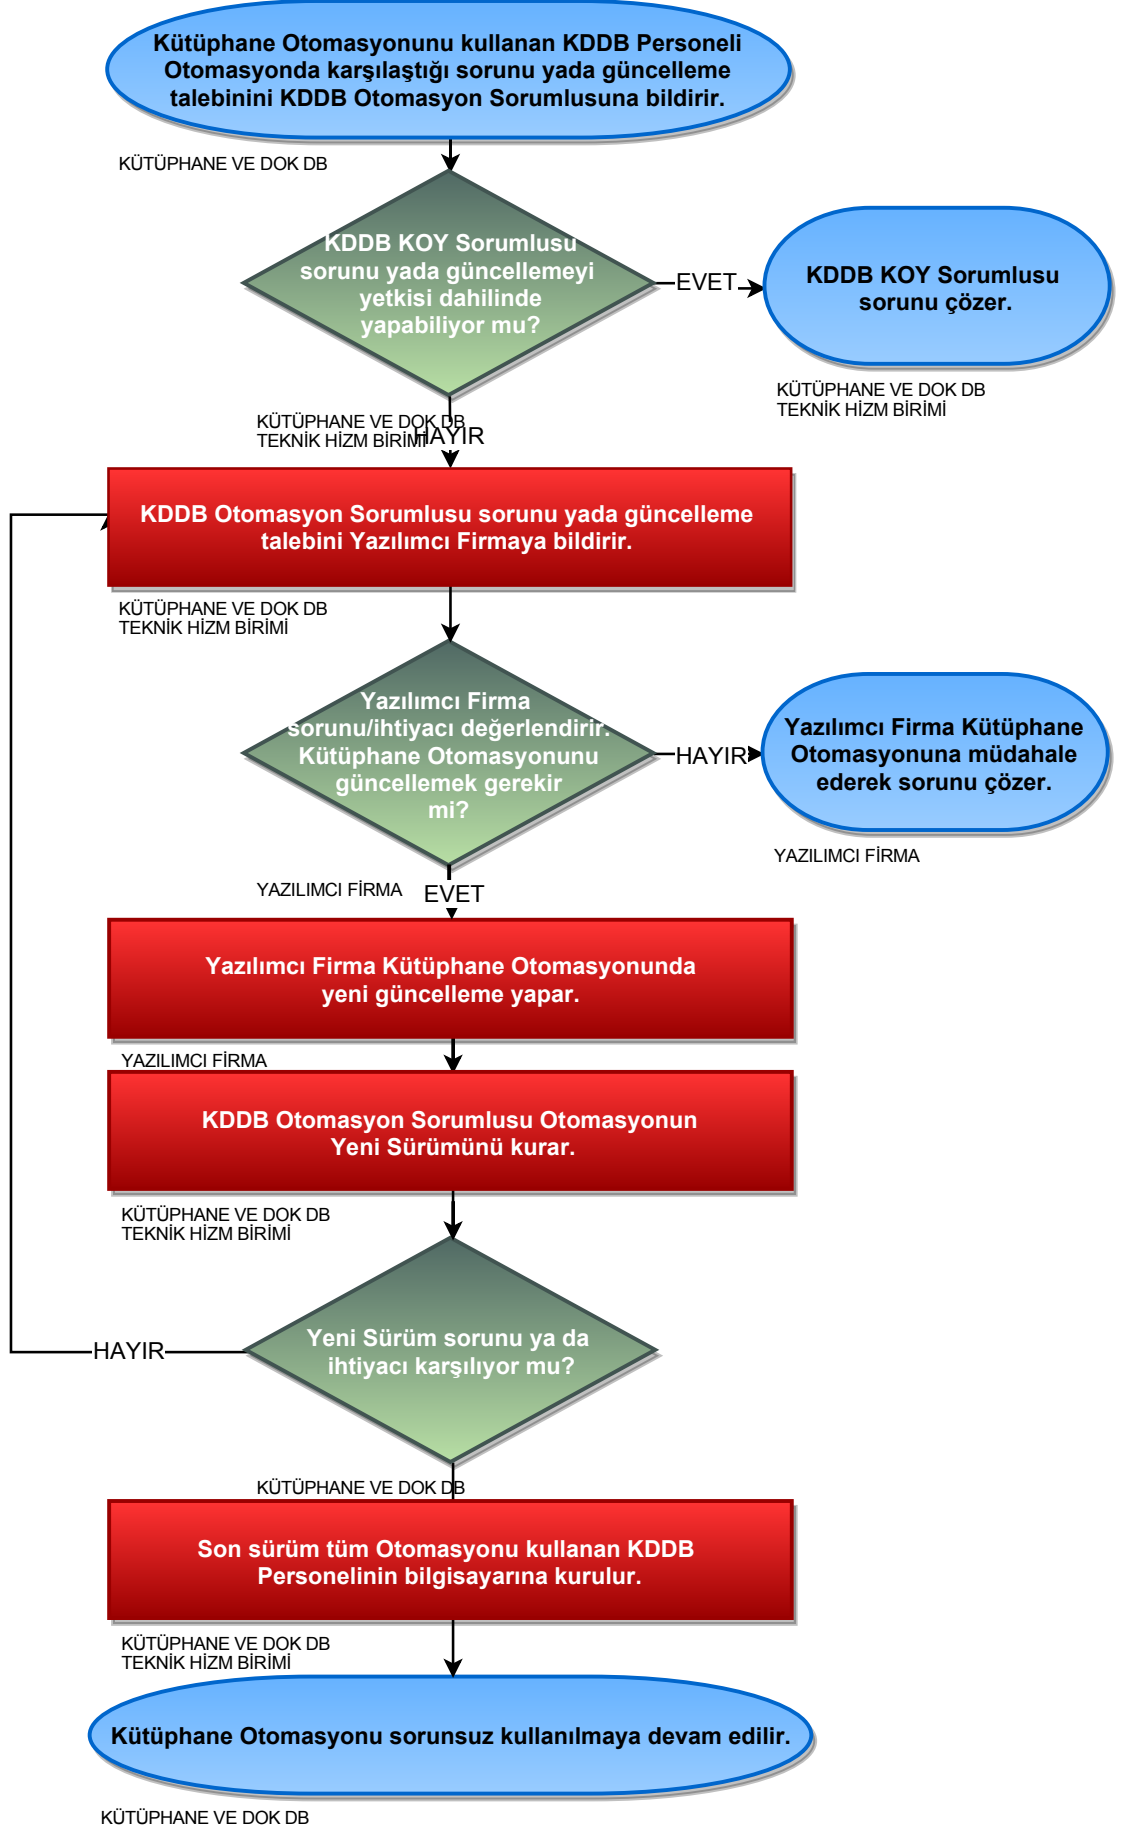 Kütüphane Otomasyonunu kullanan KDDB Personeli
Otomasyonda karşılaştığı sorunu yada güncelleme
talebinini KDDB Otomasyon Sorumlusuna bildirir.
KÜTÜPHANE VE DOK DB
KDDB KOY Sorumlusu
sorunu yada güncellemeyi
yetkisi dahilinde
yapabiliyor mu?
EVET
KDDB KOY Sorumlusu
sorunu çözer.
KÜTÜPHANE VE DOK DB
TEKNİK HİZM BİRİMİ
KÜTÜPHANE VE DOK DB
TEKNİK HİZM BİRİMİ
HAYIR
KDDB Otomasyon Sorumlusu sorunu yada güncelleme
talebini Yazılımcı Firmaya bildirir.
KÜTÜPHANE VE DOK DB
TEKNİK HİZM BİRİMİ
Yazılımcı Firma
sorunu/ihtiyacı değerlendirir.
Kütüphane Otomasyonunu
güncellemek gerekir
mi?
HAYIR
Yazılımcı Firma Kütüphane
Otomasyonuna müdahale
ederek sorunu çözer.
YAZILIMCI FİRMA
YAZILIMCI FİRMA
EVET
Yazılımcı Firma Kütüphane Otomasyonunda
yeni güncelleme yapar.
YAZILIMCI FİRMA
KDDB Otomasyon Sorumlusu Otomasyonun
Yeni Sürümünü kurar.
KÜTÜPHANE VE DOK DB
TEKNİK HİZM BİRİMİ
Yeni Sürüm sorunu ya da
ihtiyacı karşılıyor mu?
HAYIR
KÜTÜPHANE VE DOK DB
Son sürüm tüm Otomasyonu kullanan KDDB
Personelinin bilgisayarına kurulur.
KÜTÜPHANE VE DOK DB
TEKNİK HİZM BİRİMİ
Kütüphane Otomasyonu sorunsuz kullanılmaya devam edilir.
KÜTÜPHANE VE DOK DB